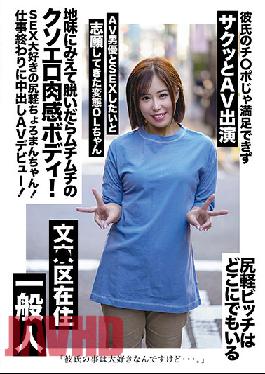 彼氏のチ〇ポじゃ満足できず
サクッとAV出演
AV男優とSEXしたいと
志願してきた変態OLちゃん
地味にみえて脱いだらムチムチの
クソエロ肉感ボディ!
SEX大好きの尻軽ちょろまんちゃん!
仕事終わりに中出しAVデビュー!
尻軽ビッチは
どこにでもいる
文京区在住
一般人
「彼氏の事は大好きなんですけど…。」
JAVHD